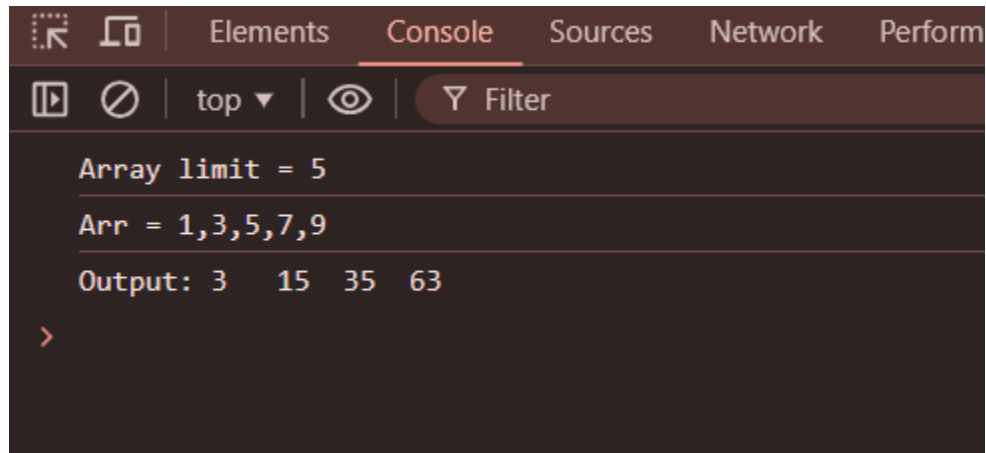 Elements Console Sources Network Perform
top Filter
Array limit = 5
Arr = 1,3,5,7,9
Output: 3 15 35 63